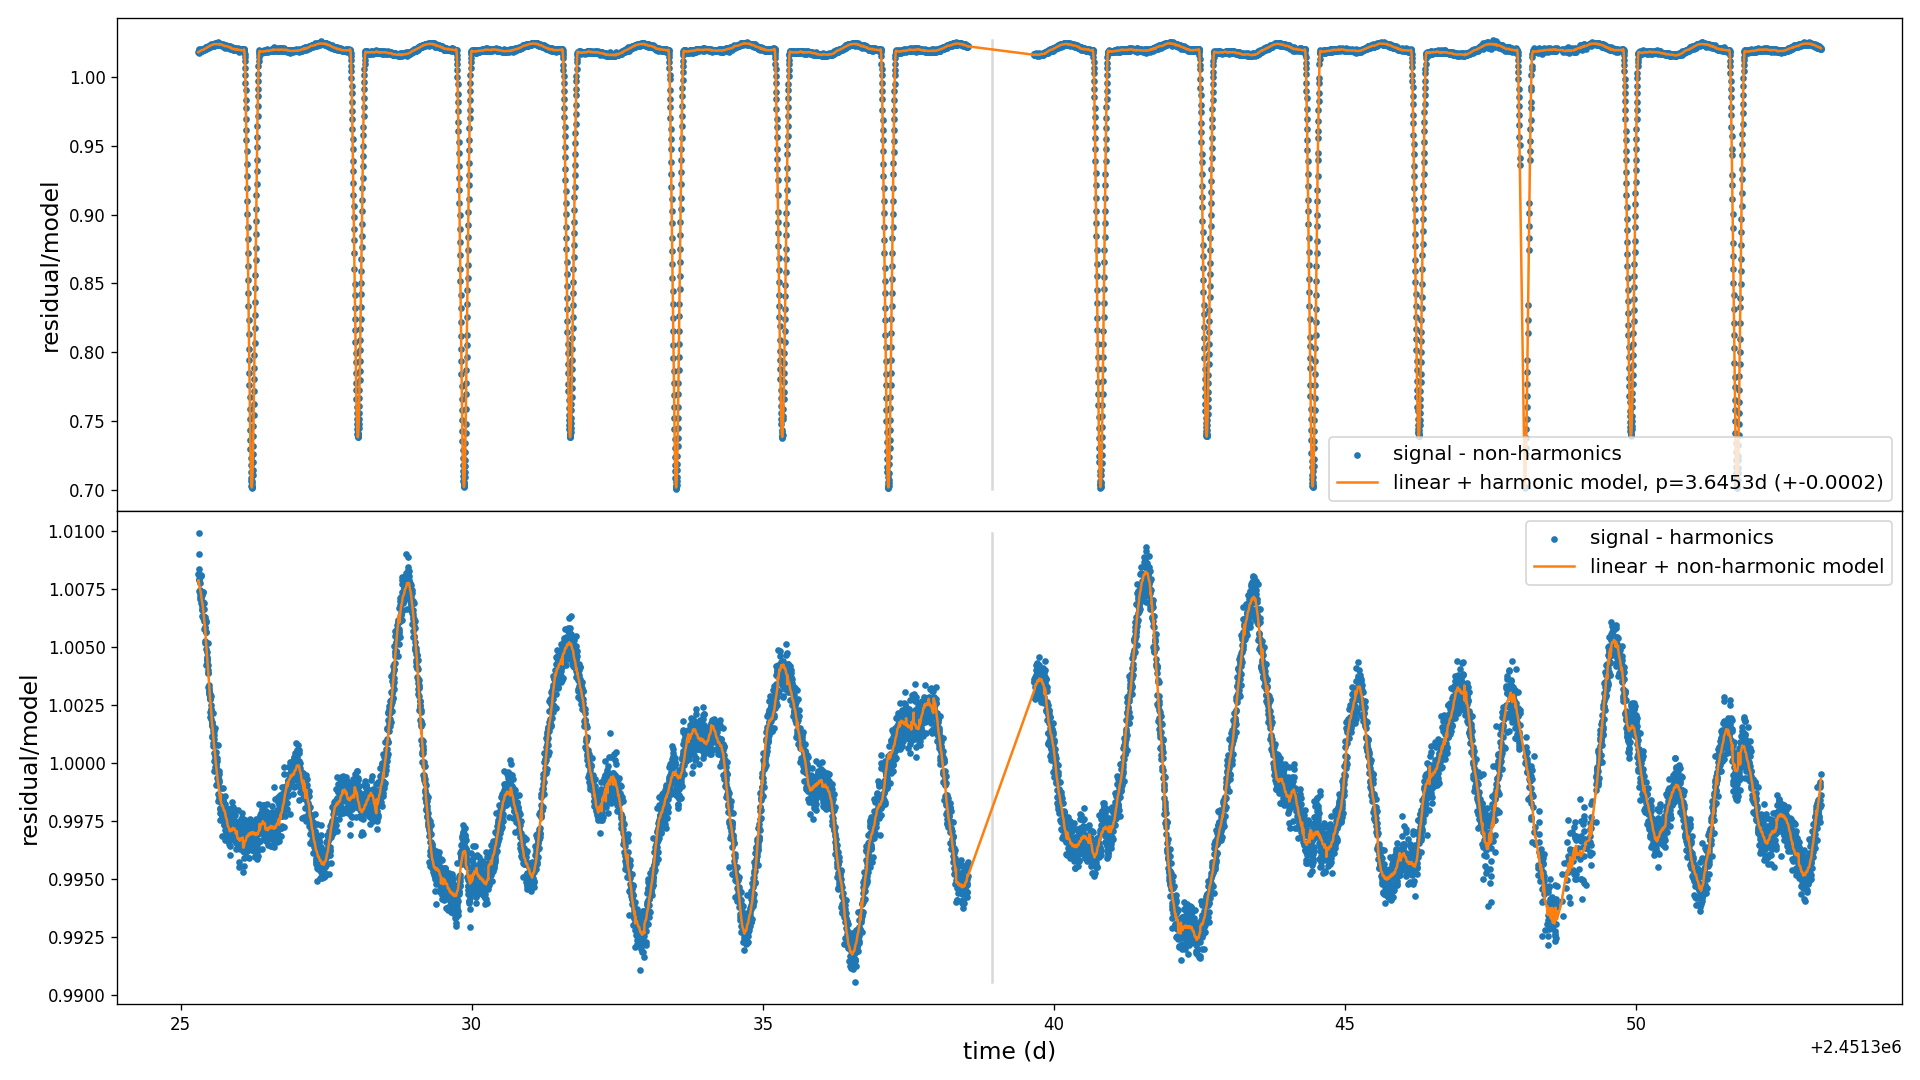 1.00
0.95
0.90
0.85
0.80
0.75
0.70
residual/model
signal - non-harmonics
linear + harmonic model, p=3.6453d (+-0.0002)
1.0100
1.0075
1.0050
1.0025
1.0000
0.9975
0.9950
0.9925
0.9900
residual/model
signal - harmonics
linear + non-harmonic model
25
30
35
40
45
50
time (d)
+2.4513e6